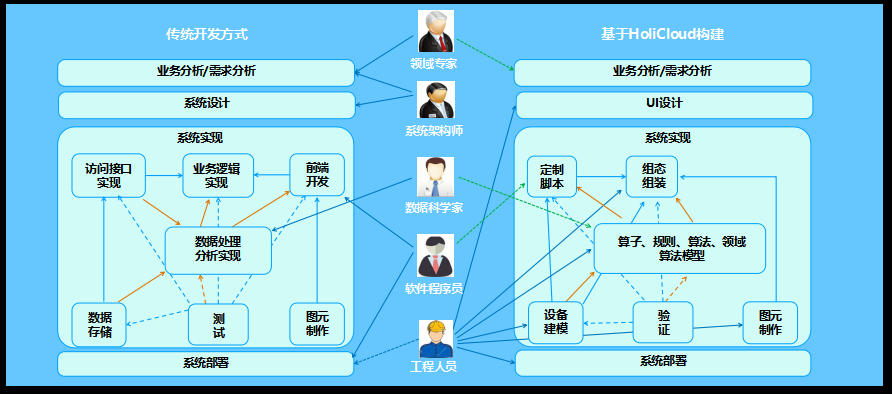 传统开发方式
基于HoliCloud构建
领域专家
业务分析/需求分析
业务分析/需求分析
系统设计
UI设计
系统架构师
系统实现
系统实现
访问接口
实现
业务逻辑
实现
前端
开发
定制
脚本
组态
组装
数据科学家
数据处理
分析实现
算子、规则、算法、领域
算法模型
软件程序员
数据
存储
测
试
图元
制作
设备
建模
验
证
图元
制作
系统部署
工程人员
系统部署